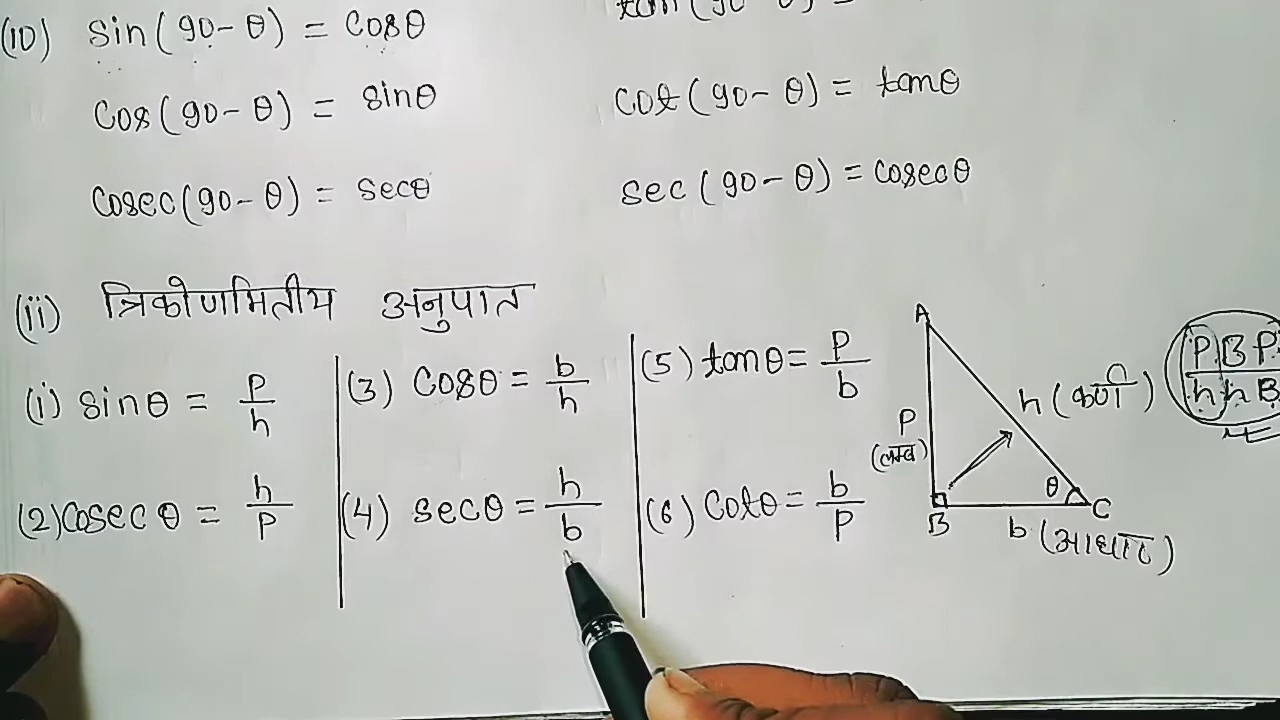 (10) sin(90-θ) = cosθ
cos(90-θ) = sinθ cot(90-θ) = tanθ
cosec(90-θ) = secθ sec(90-θ) = cosecθ
(ii) त्रिकोणमितीय अनुपात
(i) sinθ = P/h (3) cosθ = b/h (5) tanθ = P/b
(2) cosecθ = h/P (4) secθ = h/b (6) cotθ = b/P
A
h (कर्ण)
P
(लम्ब)
θ
B
C
b (आधार)
P B P
h h B